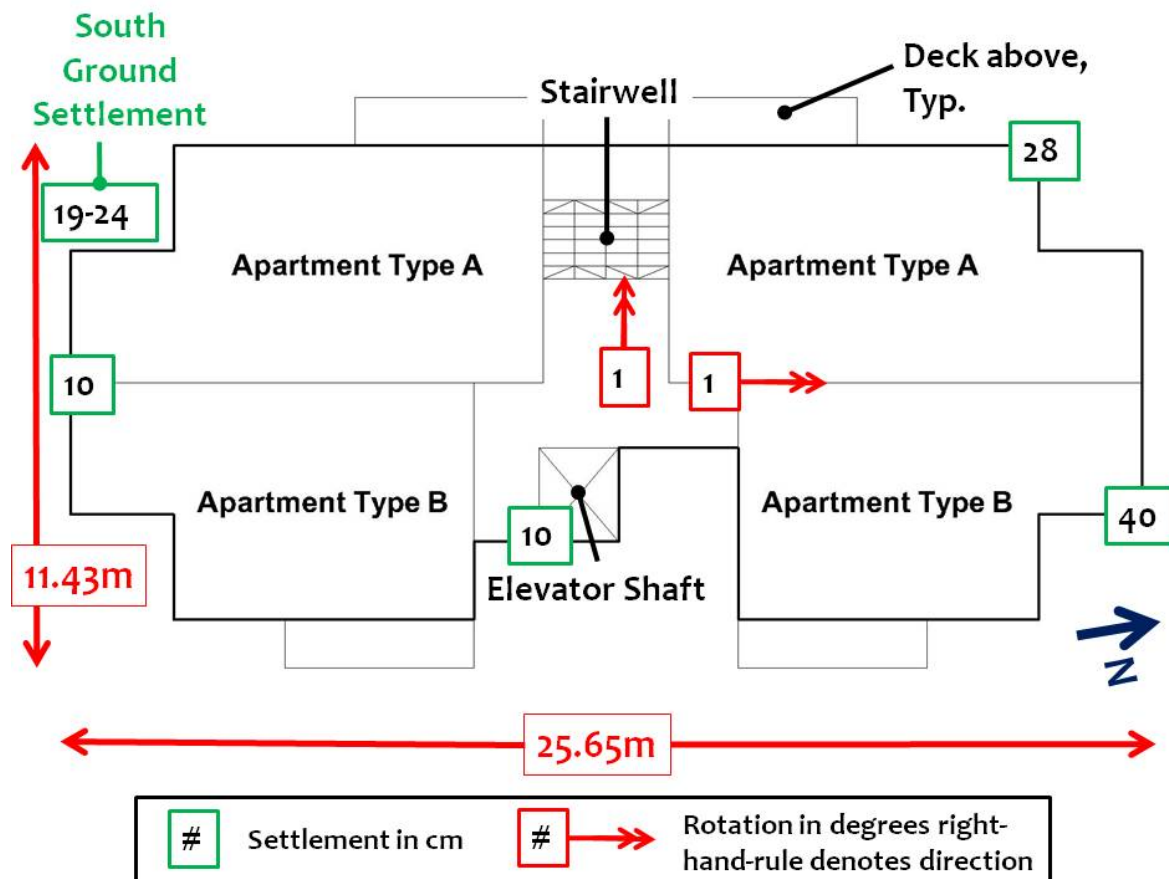 South
Ground
Settlement
19-24
Stairwell
Deck above,
Typ.
28
Apartment Type A
Apartment Type A
10
1
1
Apartment Type B
Apartment Type B
10
40
11.43m
Elevator Shaft
N
25.65m
# Settlement in cm
# Rotation in degrees right-
hand-rule denotes direction